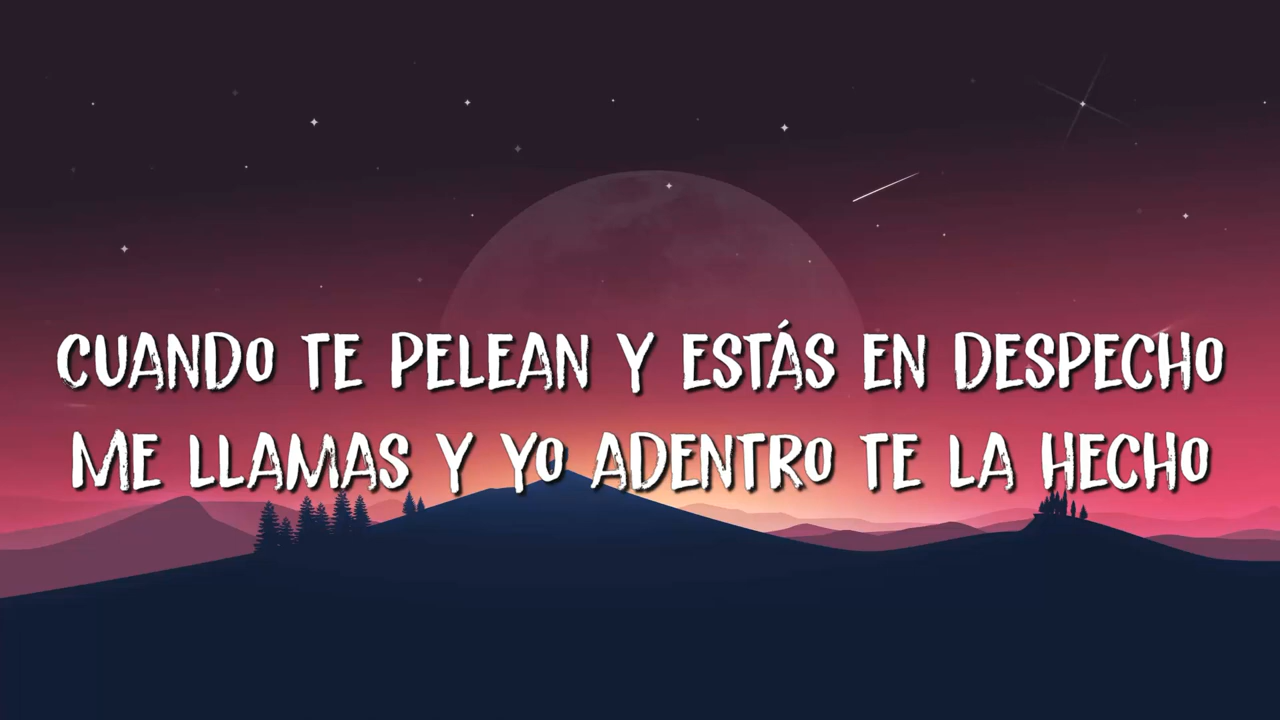 CUANDO TE PELEAN Y ESTÁS EN DESPECHO
ME LLAMAS Y YO ADENTRO TE LA HECHO